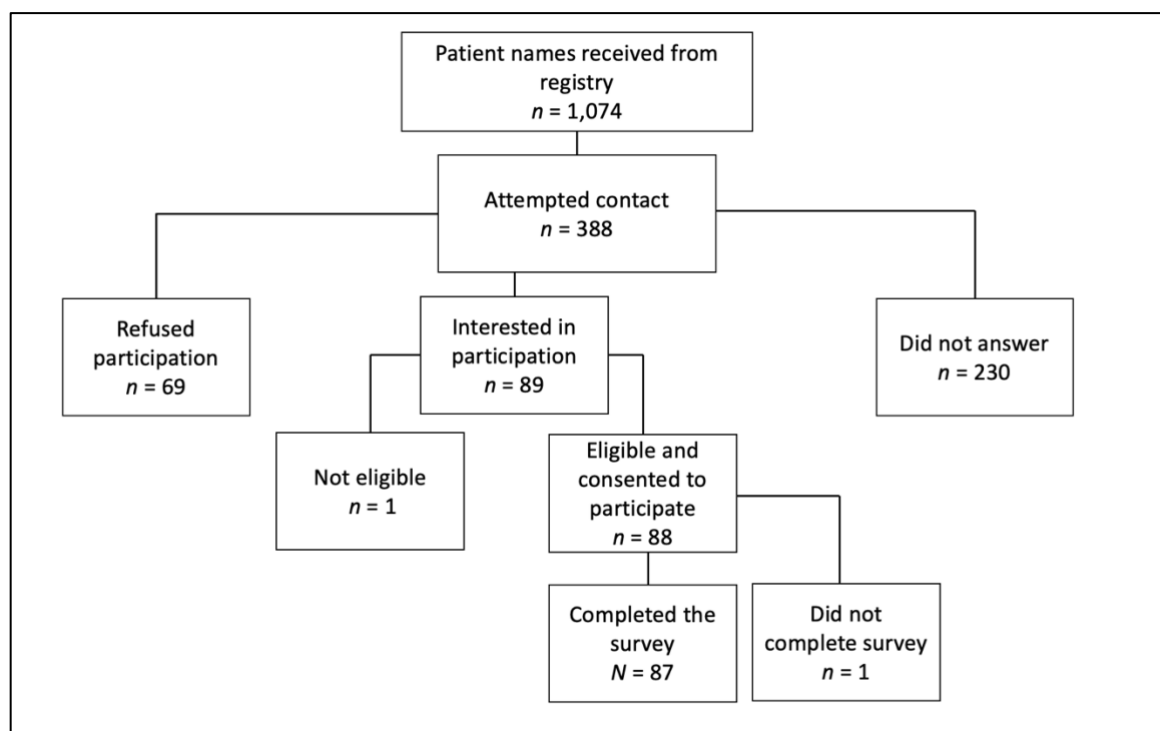 Patient names received from
registry
n = 1,074
Attempted contact
n = 388
Refused
participation
n = 69
Interested in
participation
n = 89
Did not answer
n = 230
Not eligible
n = 1
Eligible and
consented to
participate
n = 88
Completed the
survey
N = 87
Did not
complete survey
n = 1